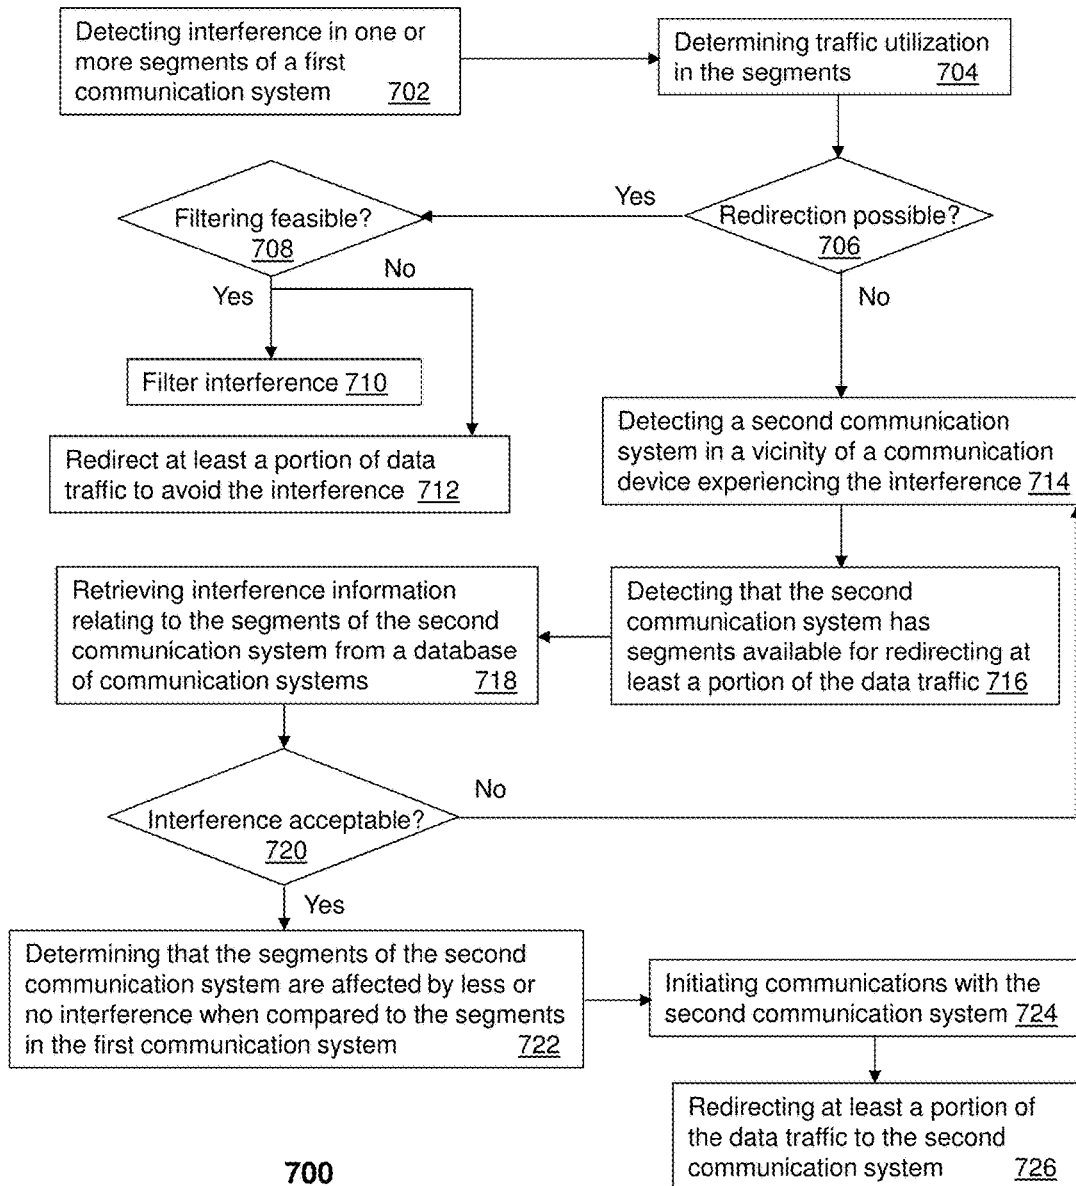 Detecting interference in one or
more segments of a first
communication system 702
Determining traffic utilization
in the segments 704
Redirection possible?
706
Yes
No
Filtering feasible?
708
Yes
No
Filter interference 710
Redirect at least a portion of data
traffic to avoid the interference 712
Detecting a second communication
system in a vicinity of a communication
device experiencing the interference 714
Detecting that the second
communication system has
segments available for redirecting at
least a portion of the data traffic 716
Retrieving interference information
relating to the segments of the second
communication system from a database
of communication systems 718
Interference acceptable?
720
No
Yes
Determining that the segments of the second
communication system are affected by less or
no interference when compared to the segments
in the first communication system 722
Initiating communications with the
second communication system 724
Redirecting at least a portion of
the data traffic to the second
communication system 726
700